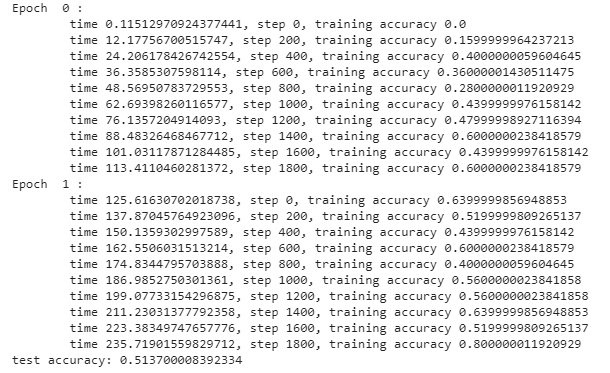 Epoch  0 :
time 0.11512970924377441, step 0, training accuracy 0.0
time 12.17756700515747, step 200, training accuracy 0.1599999964237213
time 24.206178426742554, step 400, training accuracy 0.4000000059604645
time 36.3585307598114, step 600, training accuracy 0.36000001430511475
time 48.56950783729553, step 800, training accuracy 0.2800000011920929
time 62.69398260116577, step 1000, training accuracy 0.4399999976158142
time 76.1357204914093, step 1200, training accuracy 0.47999998927116394
time 88.48326468467712, step 1400, training accuracy 0.6000000238418579
time 101.03117871284485, step 1600, training accuracy 0.4399999976158142
time 113.4110460281372, step 1800, training accuracy 0.6000000238418579
Epoch  1 :
time 125.61630702018738, step 0, training accuracy 0.6399999856948853
time 137.87045764923096, step 200, training accuracy 0.5199999809265137
time 150.1359302997589, step 400, training accuracy 0.4399999976158142
time 162.5506031513214, step 600, training accuracy 0.6000000238418579
time 174.8344795703888, step 800, training accuracy 0.4000000059604645
time 186.9852750301361, step 1000, training accuracy 0.5600000023841858
time 199.07733154296875, step 1200, training accuracy 0.5600000023841858
time 211.23031377792358, step 1400, training accuracy 0.6399999856948853
time 223.38349747657776, step 1600, training accuracy 0.5199999809265137
time 235.71901559829712, step 1800, training accuracy 0.800000011920929
test accuracy: 0.513700008392334